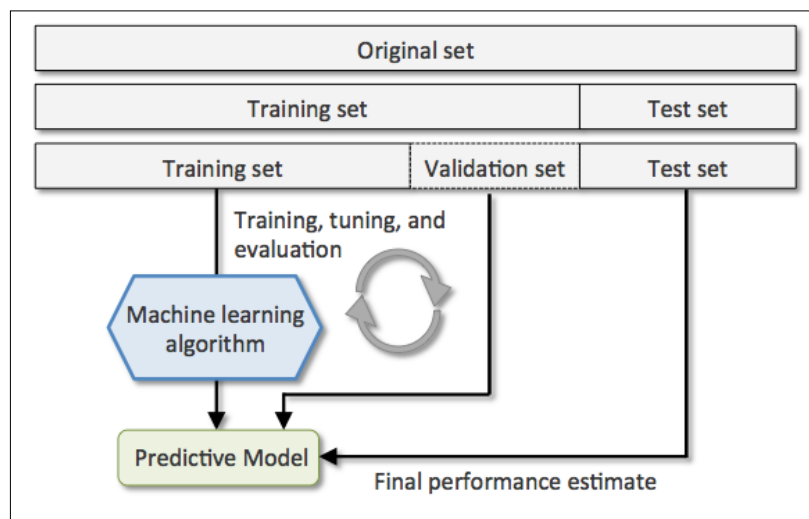 Original set
Training set
Test set
Training set
Validation set
Test set
Training, tuning, and
evaluation
Machine learning
algorithm
Predictive Model
Final performance estimate